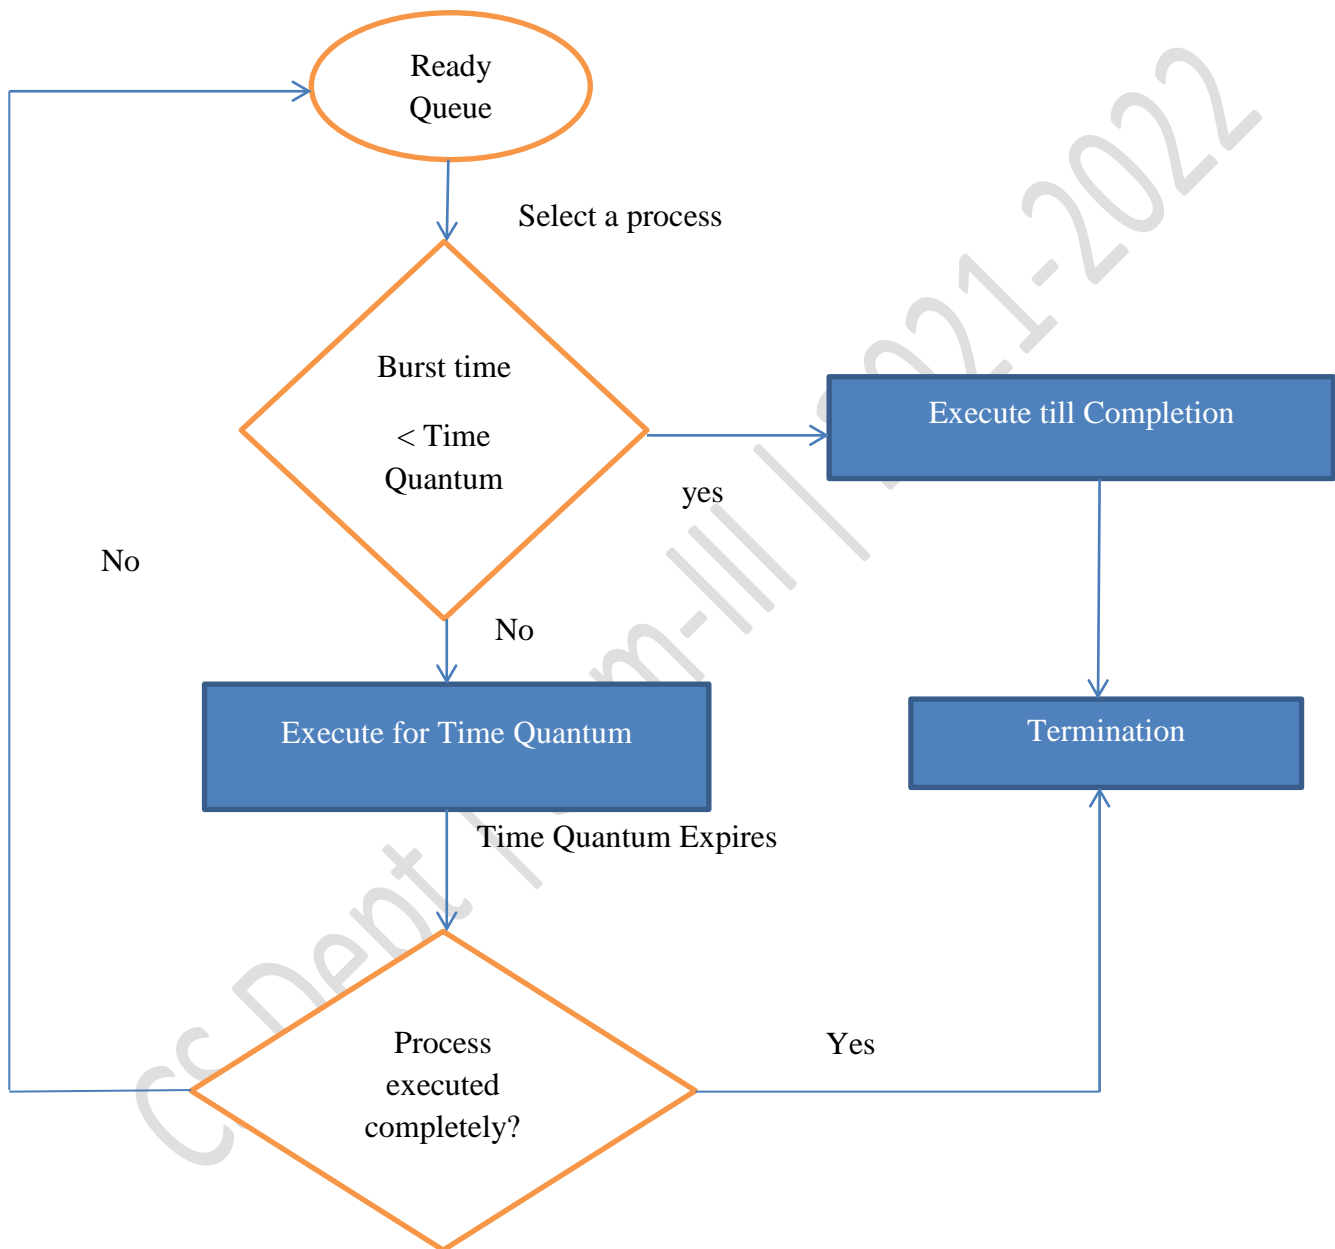 Ready
Queue
Select a process
Burst time
< Time
Quantum
yes
Execute till Completion
No
No
Execute for Time Quantum
Termination
Time Quantum Expires
Process
executed
completely?
Yes